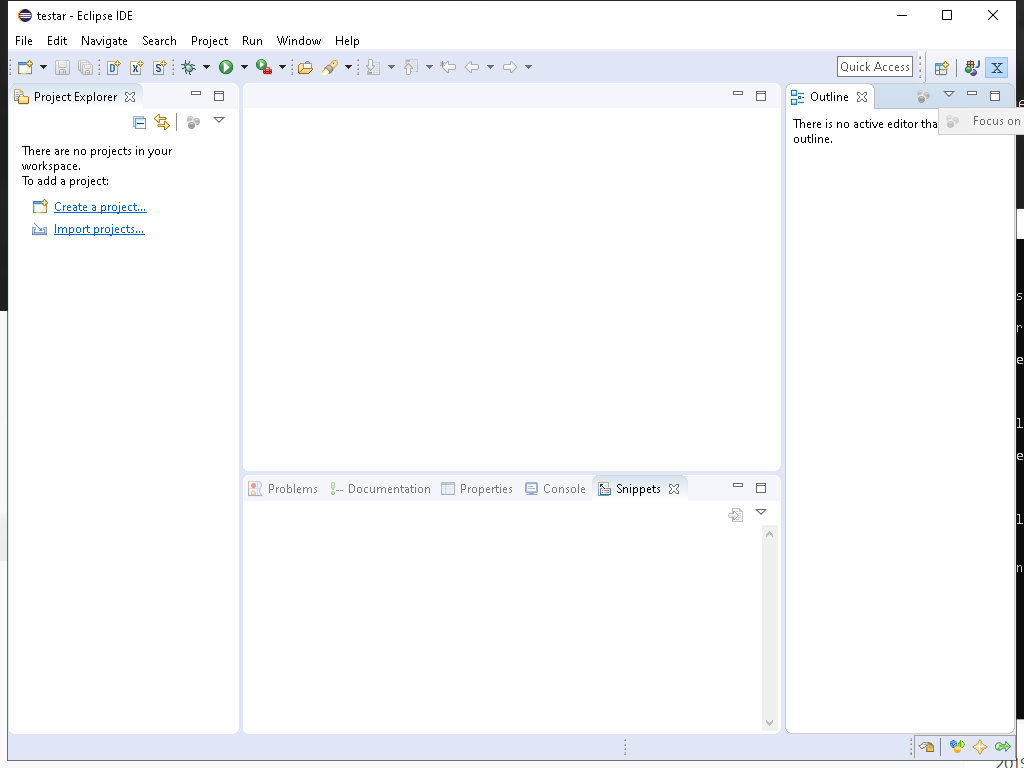 testar - Eclipse IDE
File Edit Navigate Search Project Run Window Help
Quick Access
Project Explorer
There are no projects in your
workspace.
To add a project:
Create a project...
Import projects...
Outline
There is no active editor tha
outline.
Focus on
Problems Documentation Properties Console Snippets